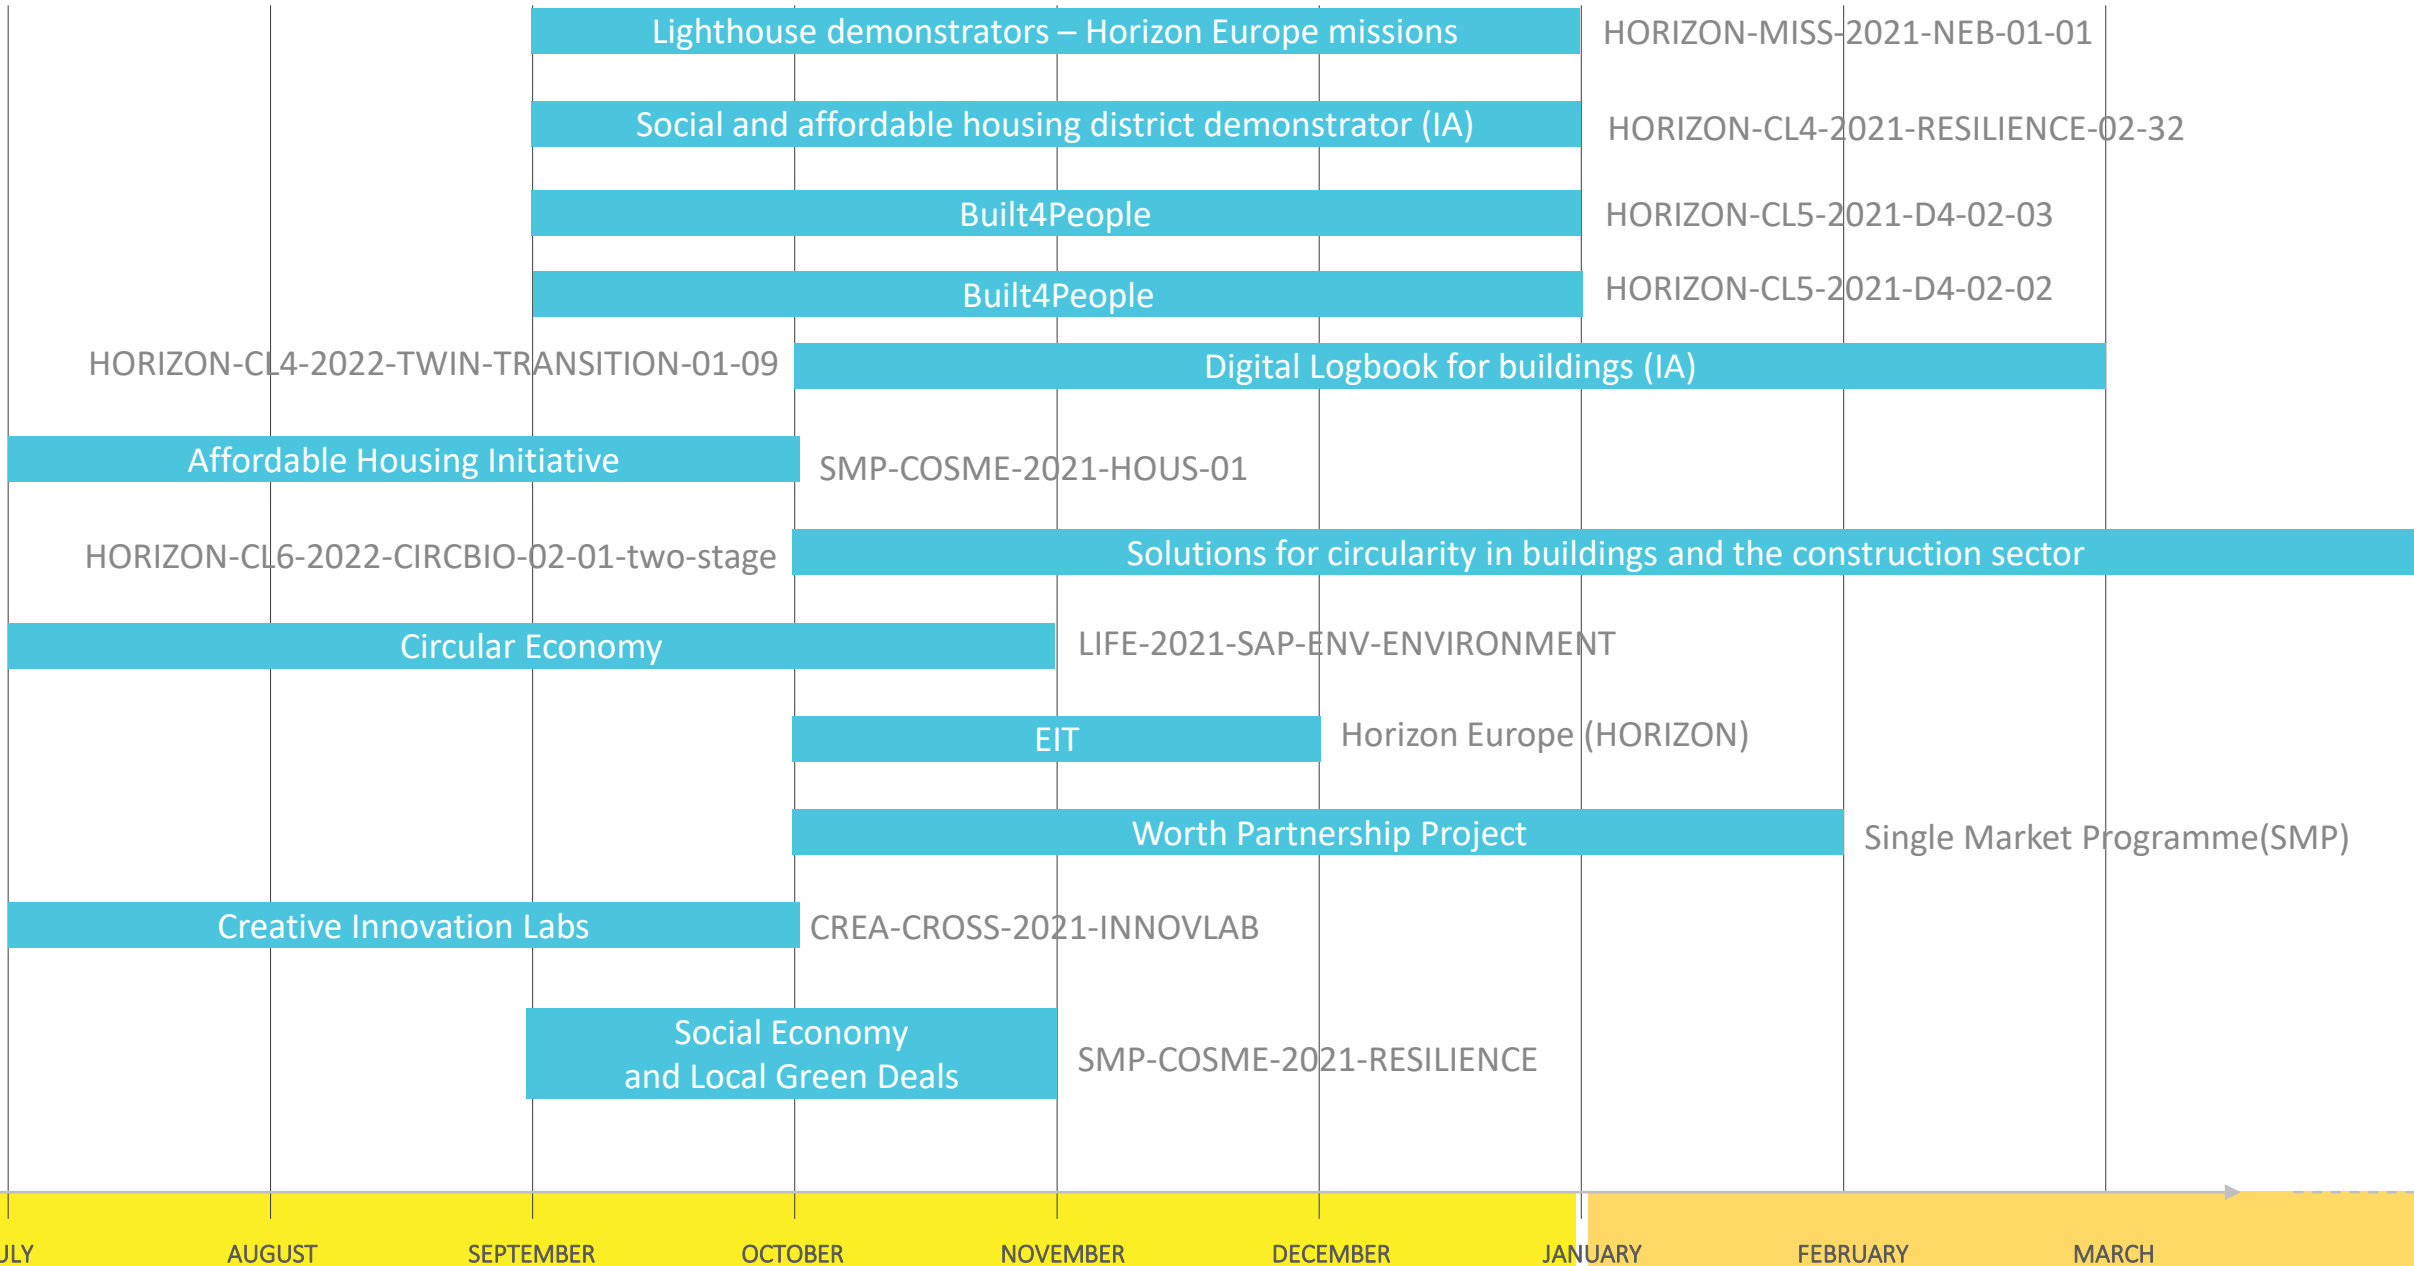 Lighthouse demonstrators – Horizon Europe missions
HORIZON-MISS-2021-NEB-01-01
Social and affordable housing district demonstrator (IA)
HORIZON-CL4-2021-RESILIENCE-02-32
Built4People
HORIZON-CL5-2021-D4-02-03
Built4People
HORIZON-CL5-2021-D4-02-02
HORIZON-CL4-2022-TWIN-TRANSITION-01-09
Digital Logbook for buildings (IA)
Affordable Housing Initiative
SMP-COSME-2021-HOUS-01
HORIZON-CL6-2022-CIRCBIO-02-01-two-stage
Solutions for circularity in buildings and the construction sector
Circular Economy
LIFE-2021-SAP-ENV-ENVIRONMENT
EIT
Horizon Europe (HORIZON)
Worth Partnership Project
Single Market Programme(SMP)
Creative Innovation Labs
CREA-CROSS-2021-INNOVLAB
Social Economy
and Local Green Deals
SMP-COSME-2021-RESILIENCE
ULY
AUGUST
SEPTEMBER
OCTOBER
NOVEMBER
DECEMBER
JANUARY
FEBRUARY
MARCH